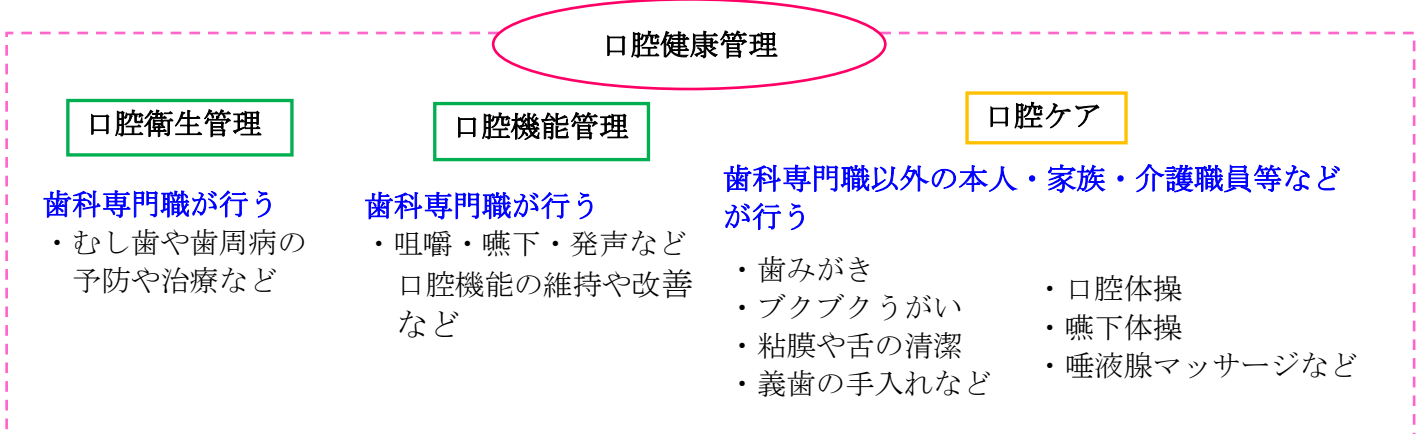 口腔健康管理
口腔衛生管理
歯科専門職が行う
・むし歯や歯周病の
予防や治療など
口腔機能管理
歯科専門職が行う
・咀嚼・嚥下・発声など
口腔機能の維持や改善
など
口腔ケア
歯科専門職以外の本人・家族・介護職員等など
が行う
・歯みがき
・ブクブクうがい
・粘膜や舌の清潔
・義歯の手入れなど
・口腔体操
・嚥下体操
・唾液腺マッサージなど